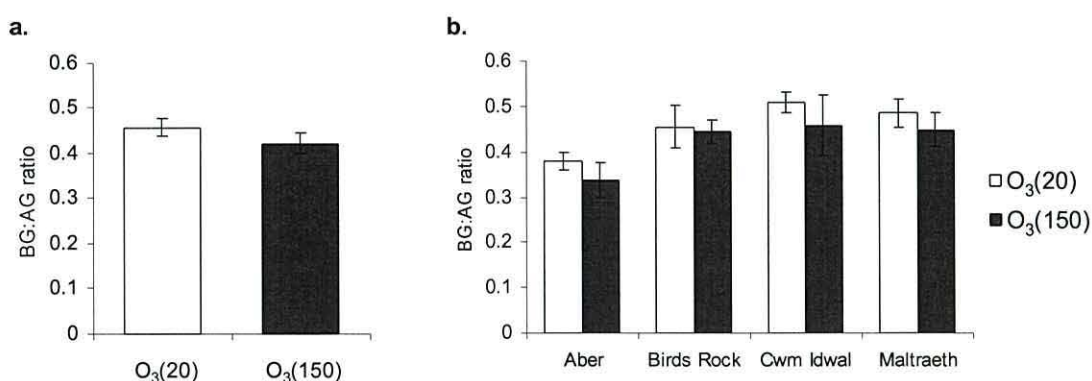 a.
BG:AG ratio
0.6
0.5
0.4
0.3
0.2
0.1
0
O₃(20) O₃(150)
b.
BG:AG ratio
0.6
0.5
0.4
0.3
0.2
0.1
0
Aber Birds Rock Cwm Idwal Maltraeth
O₃(20)
O₃(150)